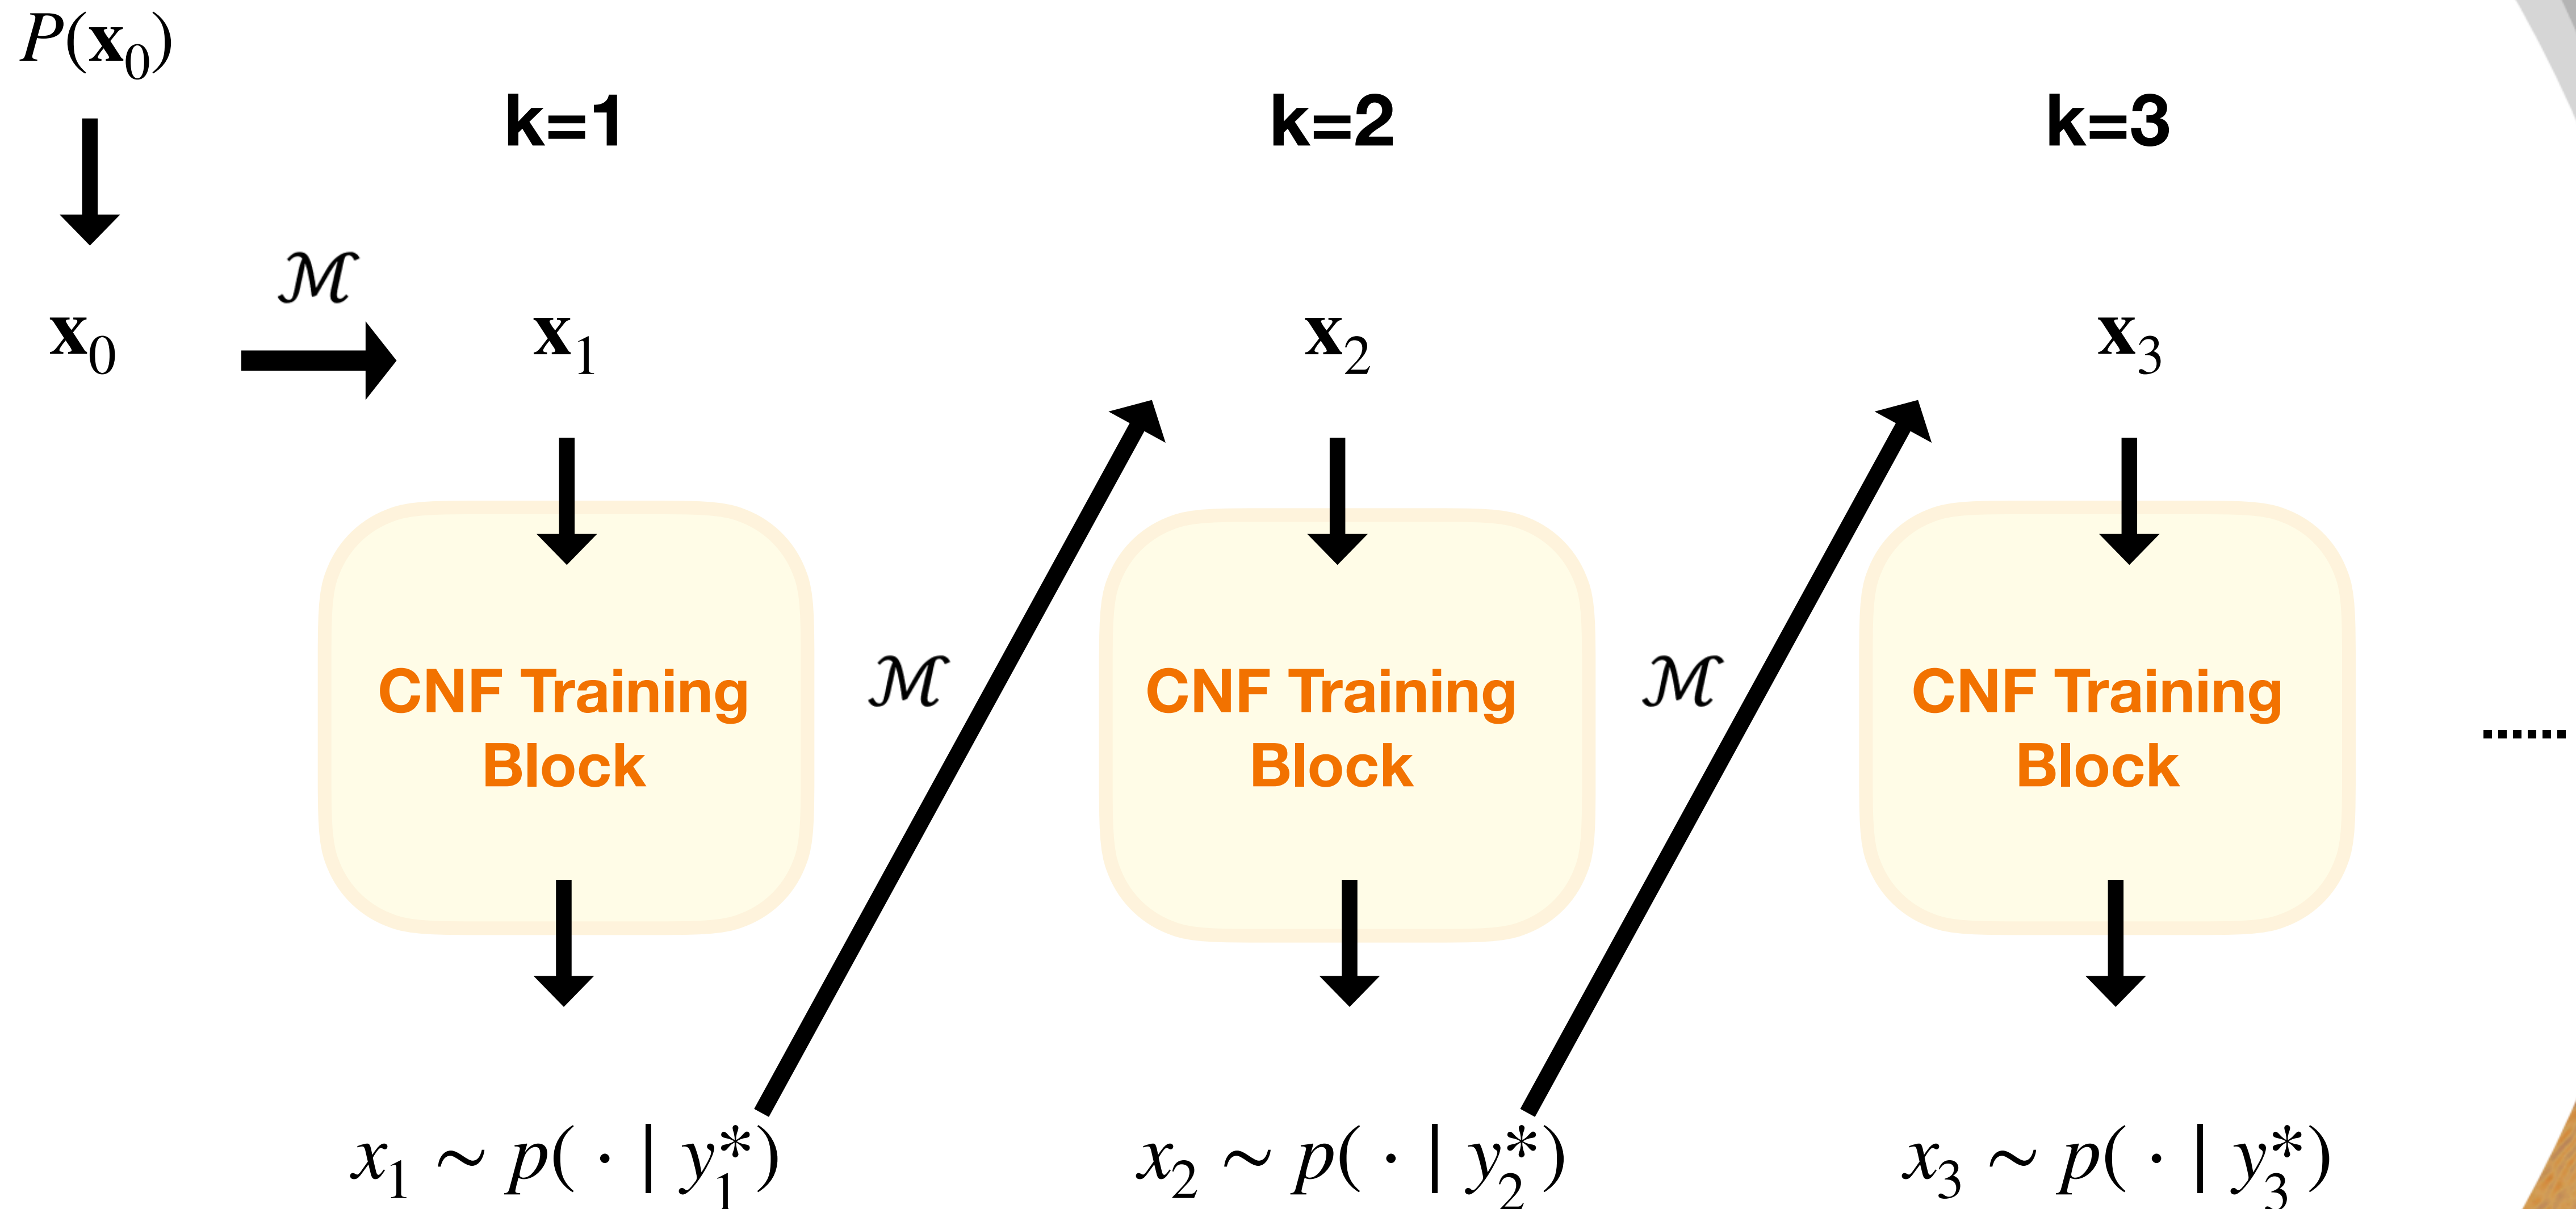 P(𝐱₀)
k=1
k=2
k=3
ℳ
𝐱₀
𝐱₁
𝐱₂
𝐱₃
CNF Training
Block
ℳ
CNF Training
Block
ℳ
CNF Training
Block
......
x₁ ∼ p( · | y₁*)
x₂ ∼ p( · | y₂*)
x₃ ∼ p( · | y₃*)